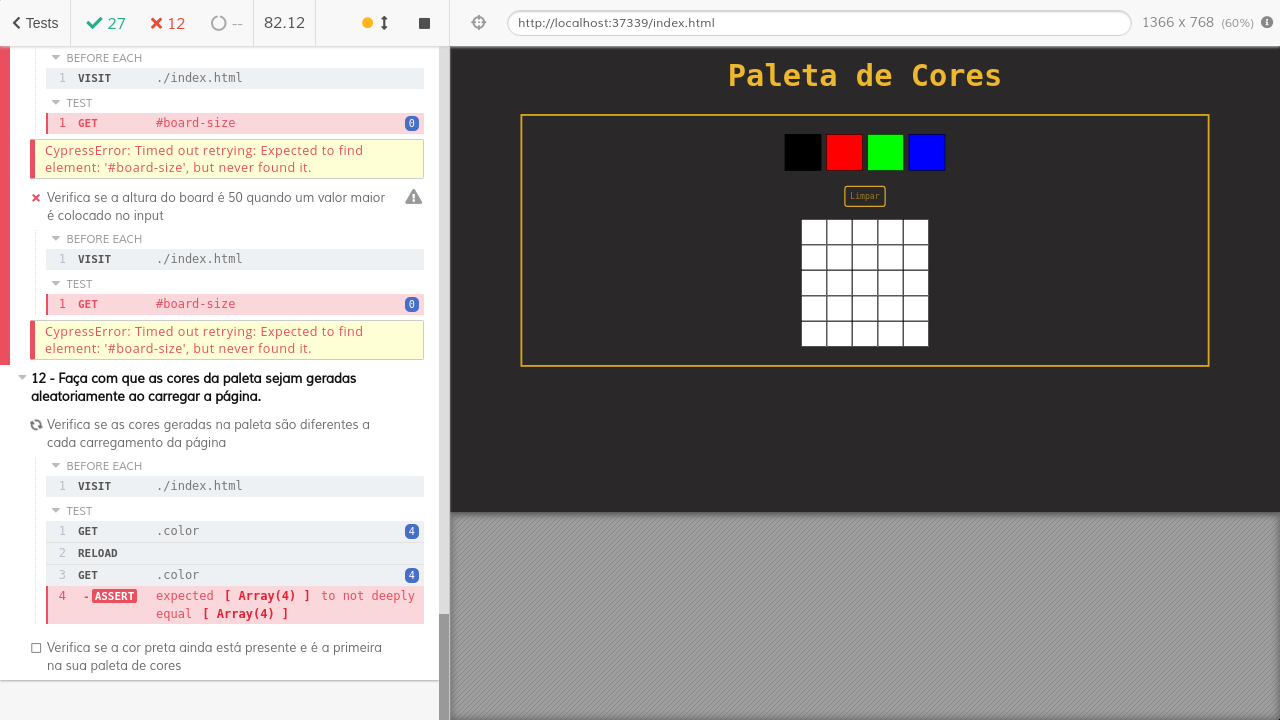 Tests 27 12 -- 82.12
http://localhost:37339/index.html 1366 x 768 (60%)
BEFORE EACH
1 VISIT ./index.html
TEST
1 GET #board-size 0
CypressError: Timed out retrying: Expected to find
element: '#board-size', but never found it.
Verifica se a altura do board é 50 quando um valor maior
é colocado no input
BEFORE EACH
1 VISIT ./index.html
TEST
1 GET #board-size 0
CypressError: Timed out retrying: Expected to find
element: '#board-size', but never found it.
12 - Faça com que as cores da paleta sejam geradas
aleatoriamente ao carregar a página.
Verifica se as cores geradas na paleta são diferentes a
cada carregamento da página
BEFORE EACH
1 VISIT ./index.html
TEST
1 GET .color 4
2 RELOAD
3 GET .color 4
4 -ASSERT expected [ Array(4) ] to not deeply
equal [ Array(4) ]
Verifica se a cor preta ainda está presente e é a primeira
na sua paleta de cores
Paleta de Cores
Limpar